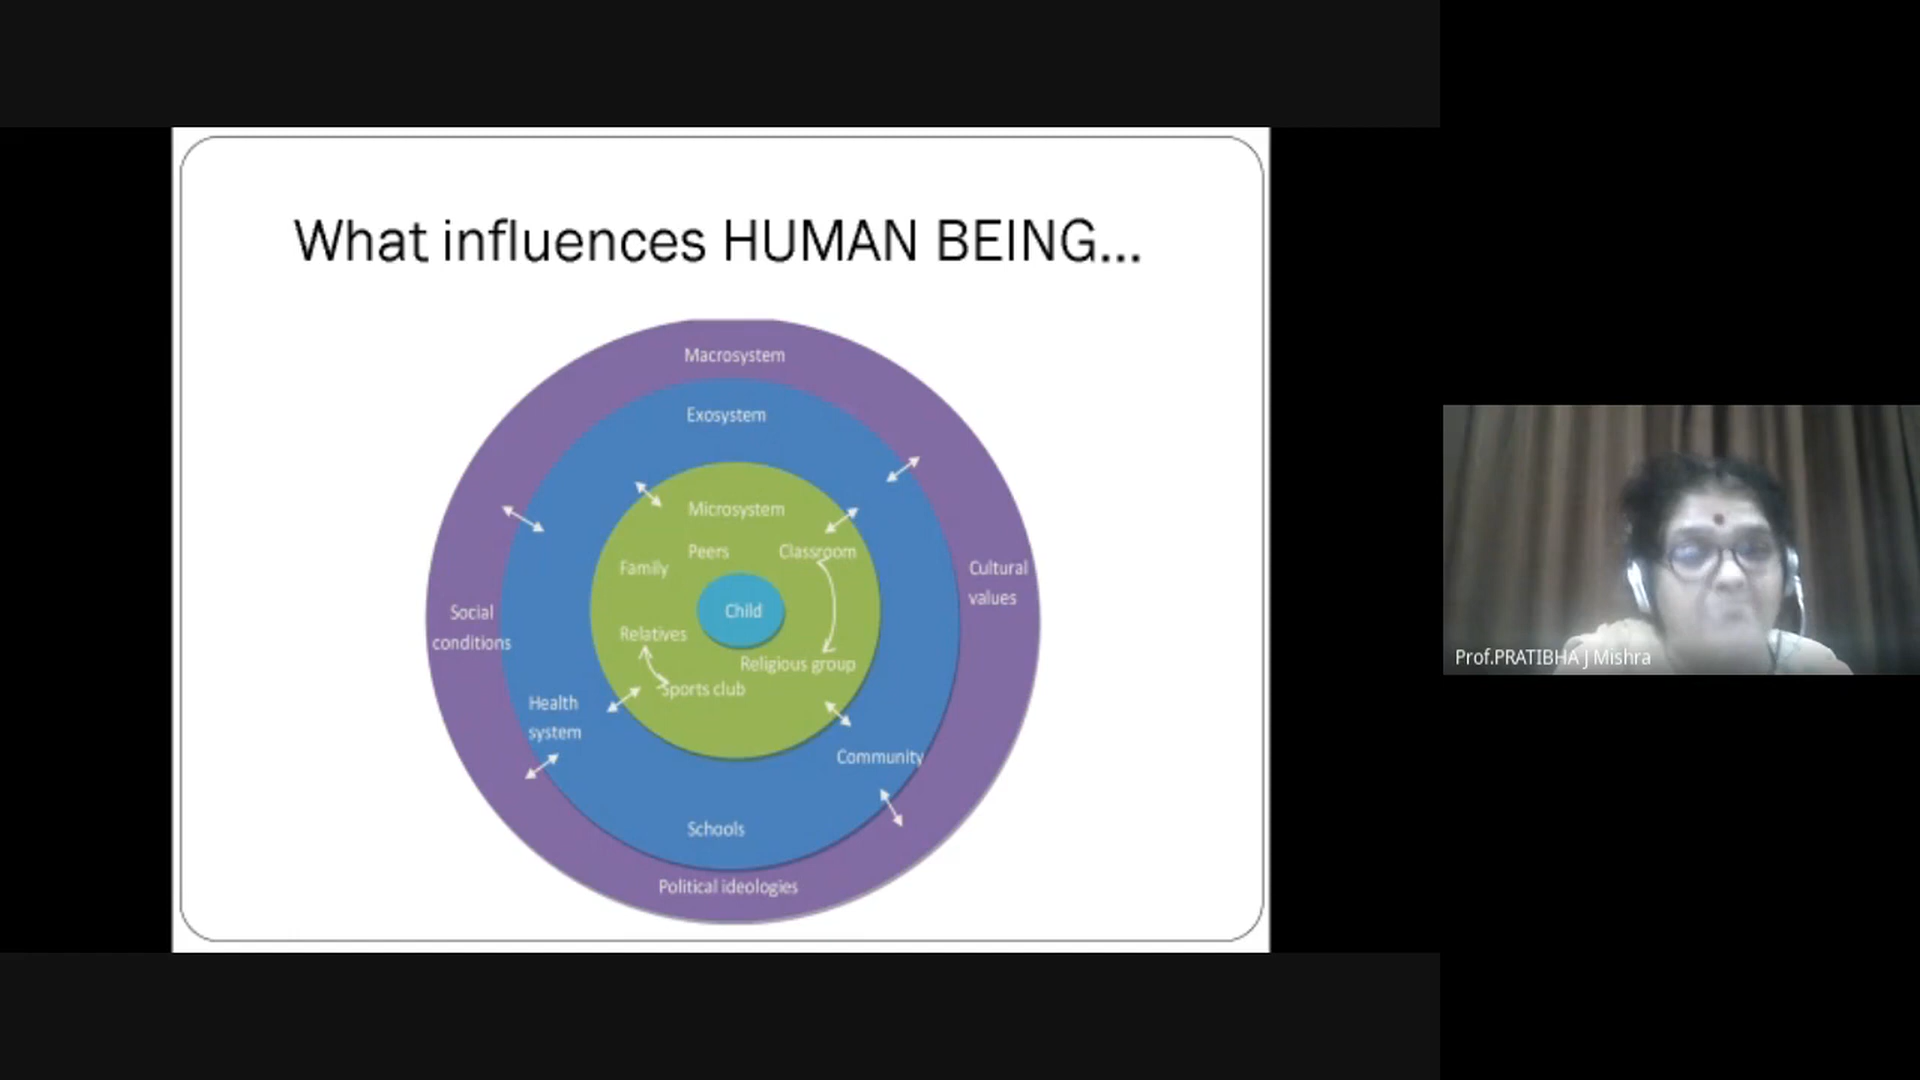 What influences HUMAN BEING...
Macrosystem
Exosystem
Microsystem
Peers
Classroom
Family
Child
Relatives
Religious group
Sports club
Cultural
values
Social
conditions
Health
system
Community
Schools
Political ideologies
Prof.PRATIBHA J Mishra